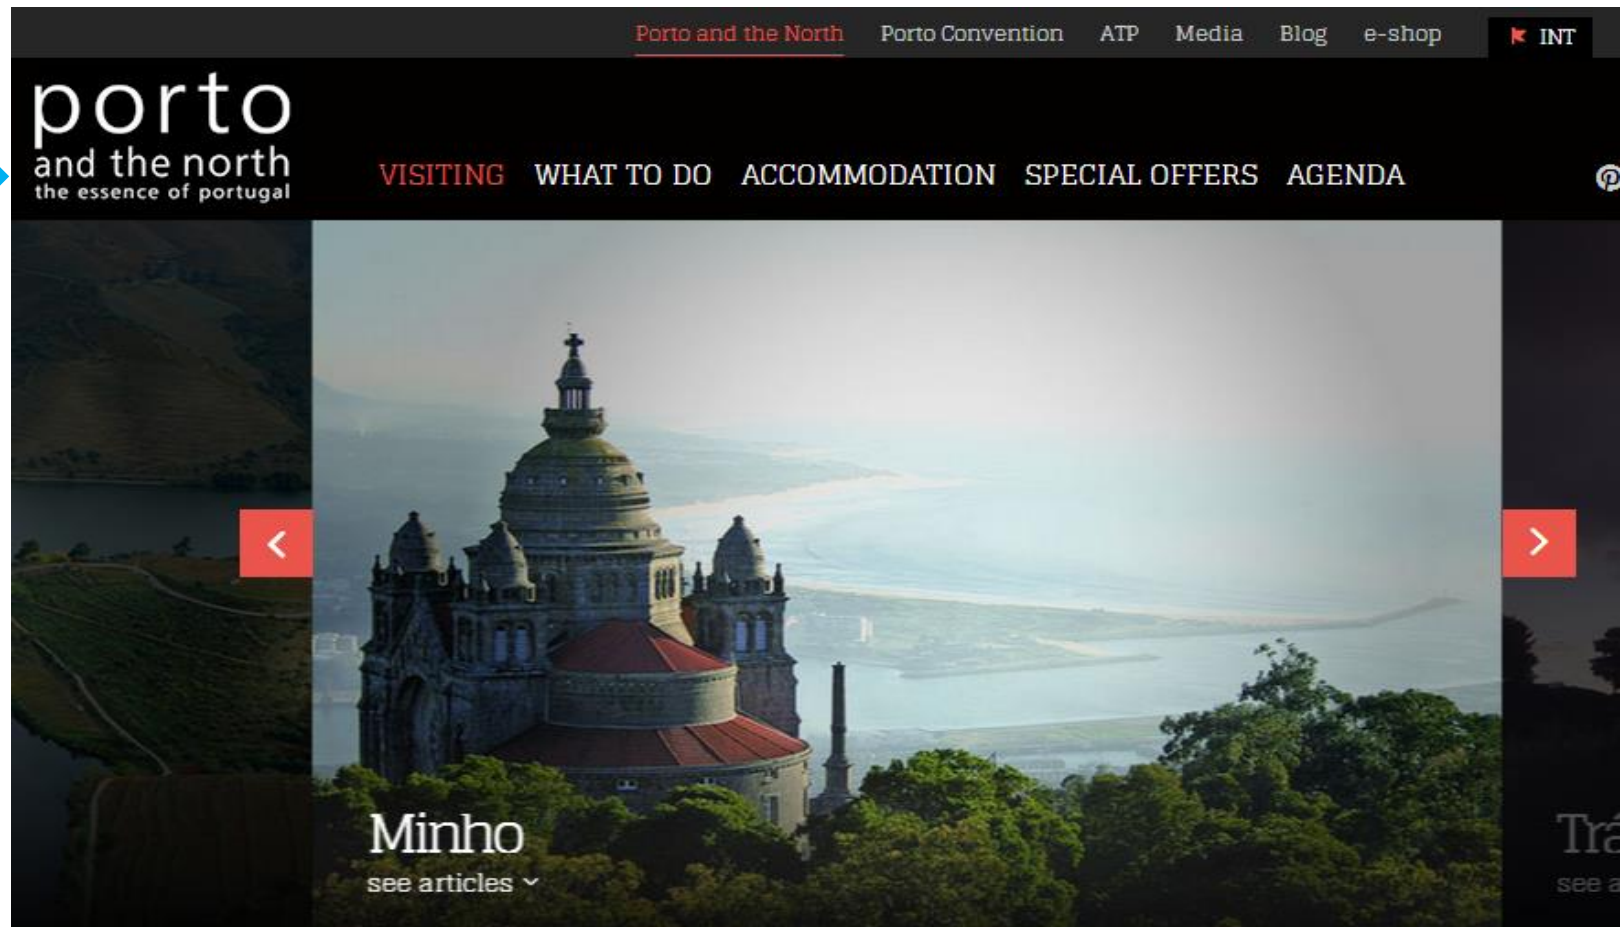 Porto and the North Porto Convention ATP Media Blog e-shop INT
porto
and the north
the essence of portugal
VISITING WHAT TO DO ACCOMMODATION SPECIAL OFFERS AGENDA
Minho
see articles
see